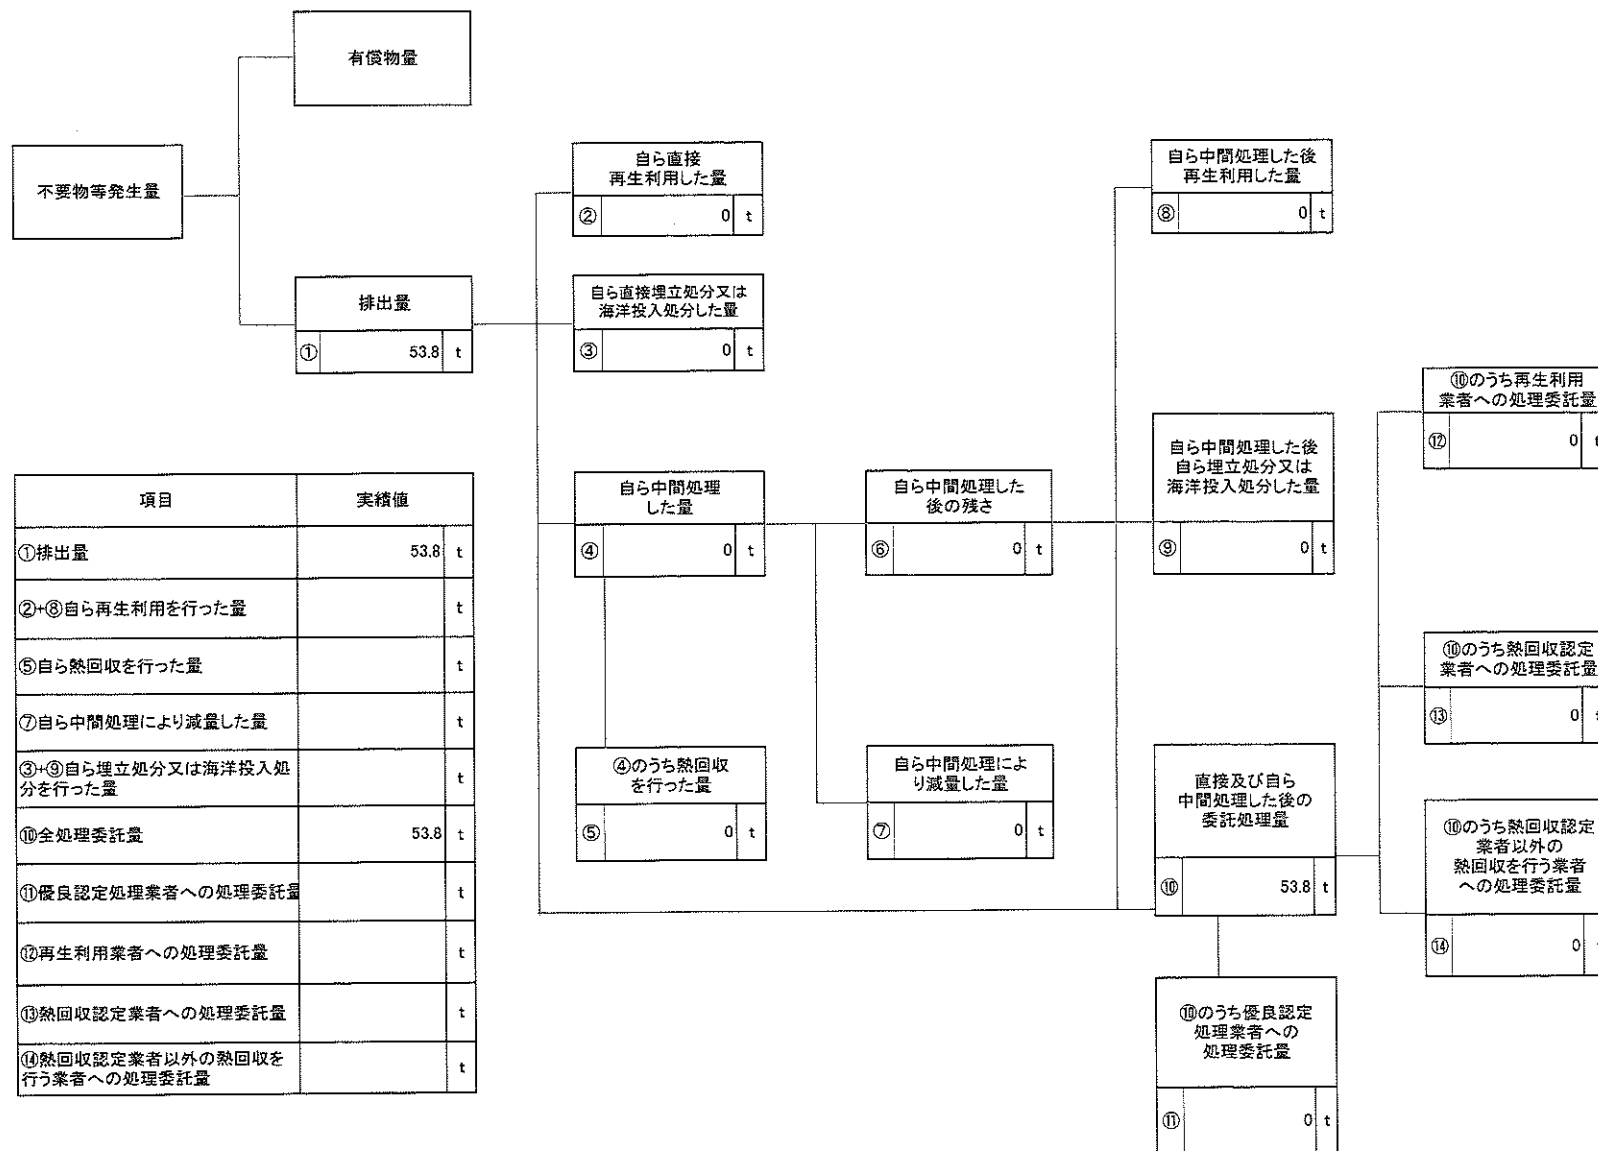 有償物量
不要物等発生量
排出量
① 53.8 t
自ら直接
再生利用した量
② 0 t
自ら直接埋立処分又は
海洋投入処分した量
③ 0 t
自ら中間処理
した量
④ 0 t
④のうち熱回収
を行った量
⑤ 0 t
自ら中間処理した
後の残さ
⑥ 0 t
自ら中間処理によ
り減量した量
⑦ 0 t
自ら中間処理した後
再生利用した量
⑧ 0 t
自ら中間処理した後
自ら埋立処分又は
海洋投入処分した量
⑨ 0 t
直接及び自ら
中間処理した後の
委託処理量
⑩ 53.8 t
⑩のうち優良認定
処理業者への
処理委託量
⑪ 0 t
⑩のうち再生利用
業者への処理委託量
⑫ 0 t
⑩のうち熱回収認定
業者への処理委託量
⑬ 0
⑩のうち熱回収認定
業者以外の
熱回収を行う業者
への処理委託量
⑭ 0
項目 実績値
①排出量 53.8 t
②+⑧自ら再生利用を行った量 t
⑤自ら熱回収を行った量 t
⑦自ら中間処理により減量した量 t
③+⑨自ら埋立処分又は海洋投入処
分を行った量 t
⑩全処理委託量 53.8 t
⑪優良認定処理業者への処理委託量 t
⑫再生利用業者への処理委託量 t
⑬熱回収認定業者への処理委託量 t
⑭熱回収認定業者以外の熱回収を
行う業者への処理委託量 t